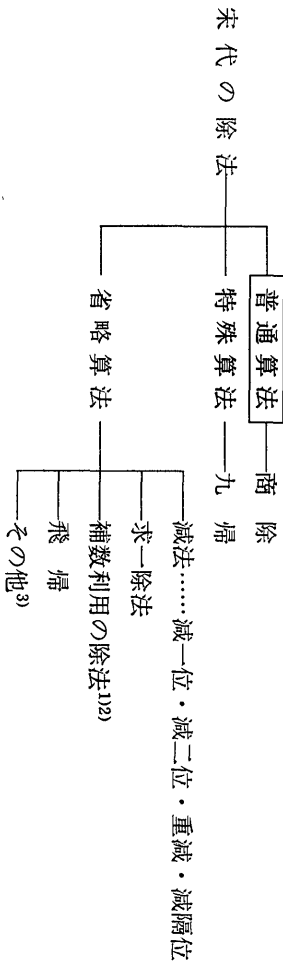 宋代の除法
普通算法 商除
特殊算法 九帰
省略算法
減法……減一位・減二位・重減・減隔位
求一除法
補数利用の除法1)2)
飛帰
その他3)